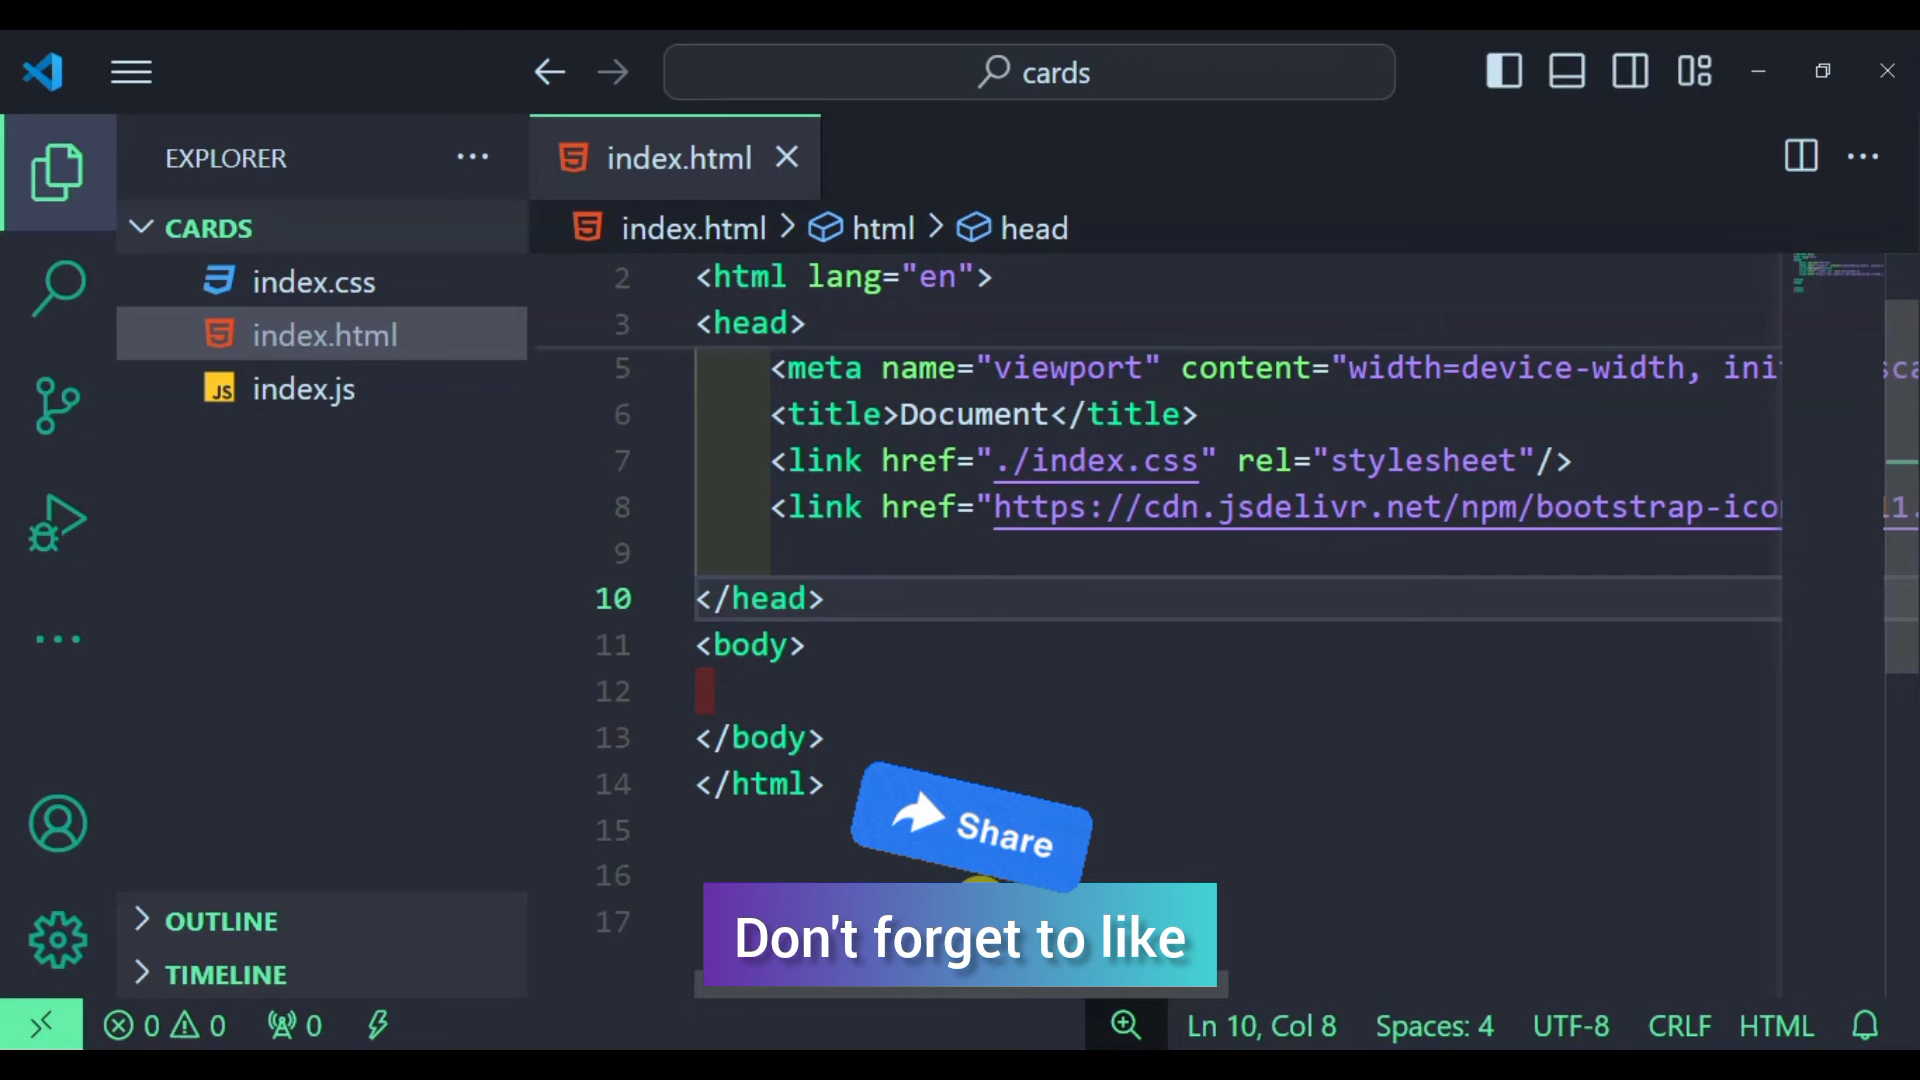 cards
EXPLORER
index.html
CARDS
index.html > html > head
index.css
index.html
JS index.js
2 <html lang="en">
3 <head>
5 <meta name="viewport" content="width=device-width, ini sca
6 <title>Document</title>
7 <link href="./index.css" rel="stylesheet"/>
8 <link href="https://cdn.jsdelivr.net/npm/bootstrap-ico 11.
9
10 </head>
11 <body>
12
13 </body>
14 </html>
15
16
17
Share
Don't forget to like
OUTLINE
TIMELINE
0 0 0 Ln 10, Col 8 Spaces: 4 UTF-8 CRLF HTML